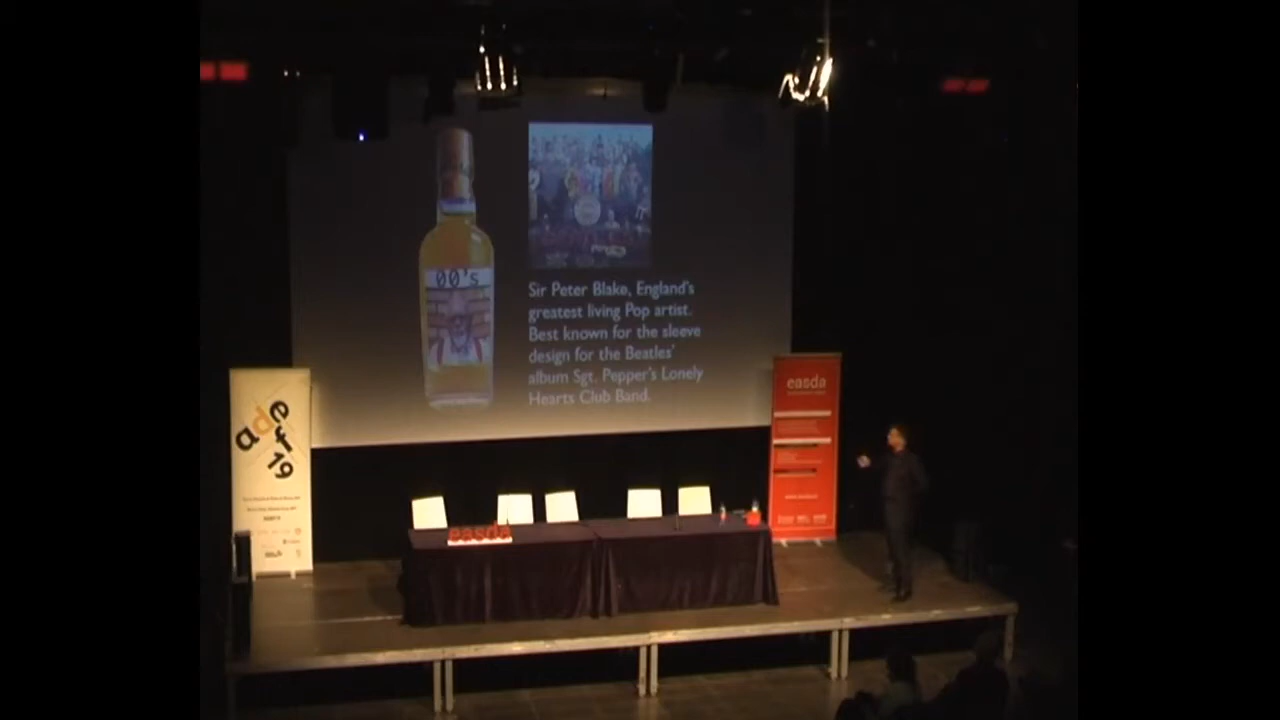 00's
Sir Peter Blake, England's
greatest living Pop artist.
Best known for the sleeve
design for the Beatles'
album Sgt. Pepper's Lonely
Hearts Club Band.
adef
19
easda
easda